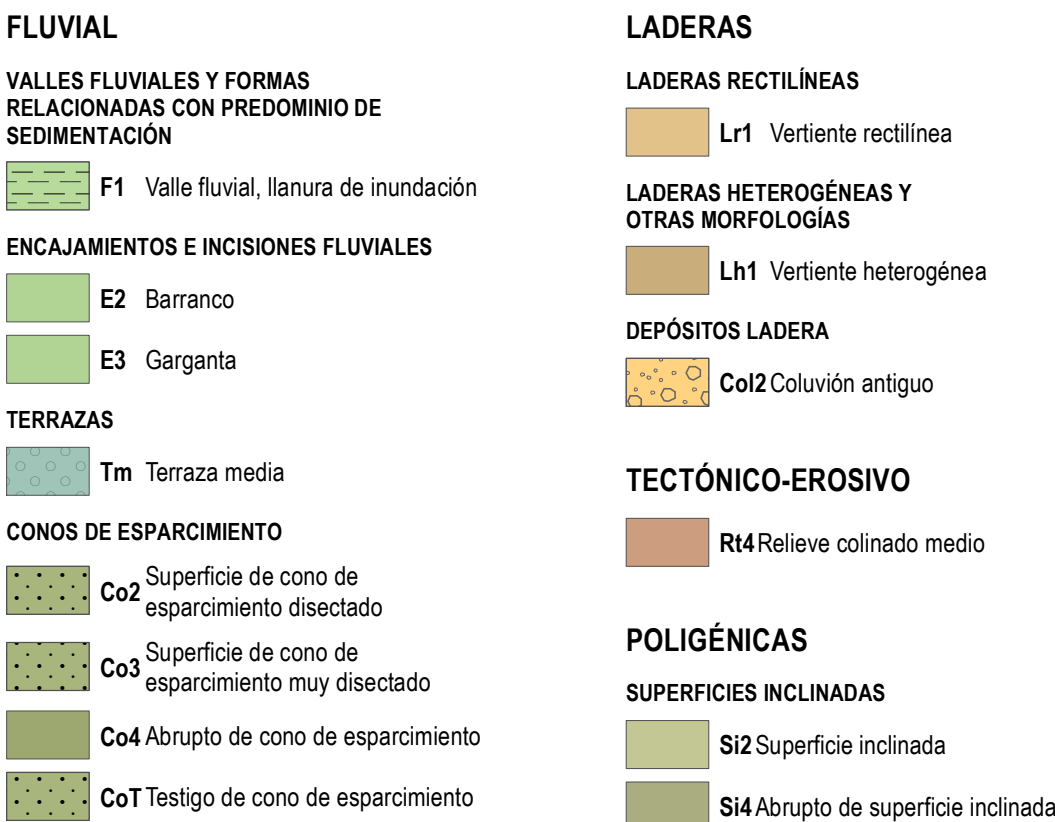 FLUVIAL
VALLES FLUVIALES Y FORMAS
RELACIONADAS CON PREDOMINIO DE
SEDIMENTACIÓN
F1 Valle fluvial, llanura de inundación
ENCAJAMIENTOS E INCISIONES FLUVIALES
E2 Barranco
E3 Garganta
TERRAZAS
Tm Terraza media
CONOS DE ESPARCIMIENTO
Co2 Superficie de cono de
esparcimiento disectado
Co3 Superficie de cono de
esparcimiento muy disectado
Co4 Abrupto de cono de esparcimiento
CoT Testigo de cono de esparcimiento
LADERAS
LADERAS RECTILÍNEAS
Lr1 Vertiente rectilínea
LADERAS HETEROGÉNEAS Y
OTRAS MORFOLOGÍAS
Lh1 Vertiente heterogénea
DEPÓSITOS LADERA
Col2 Coluvión antiguo
TECTÓNICO-EROSIVO
Rt4 Relieve colinado medio
POLIGÉNICAS
SUPERFICIES INCLINADAS
Si2 Superficie inclinada
Si4 Abrupto de superficie inclinada